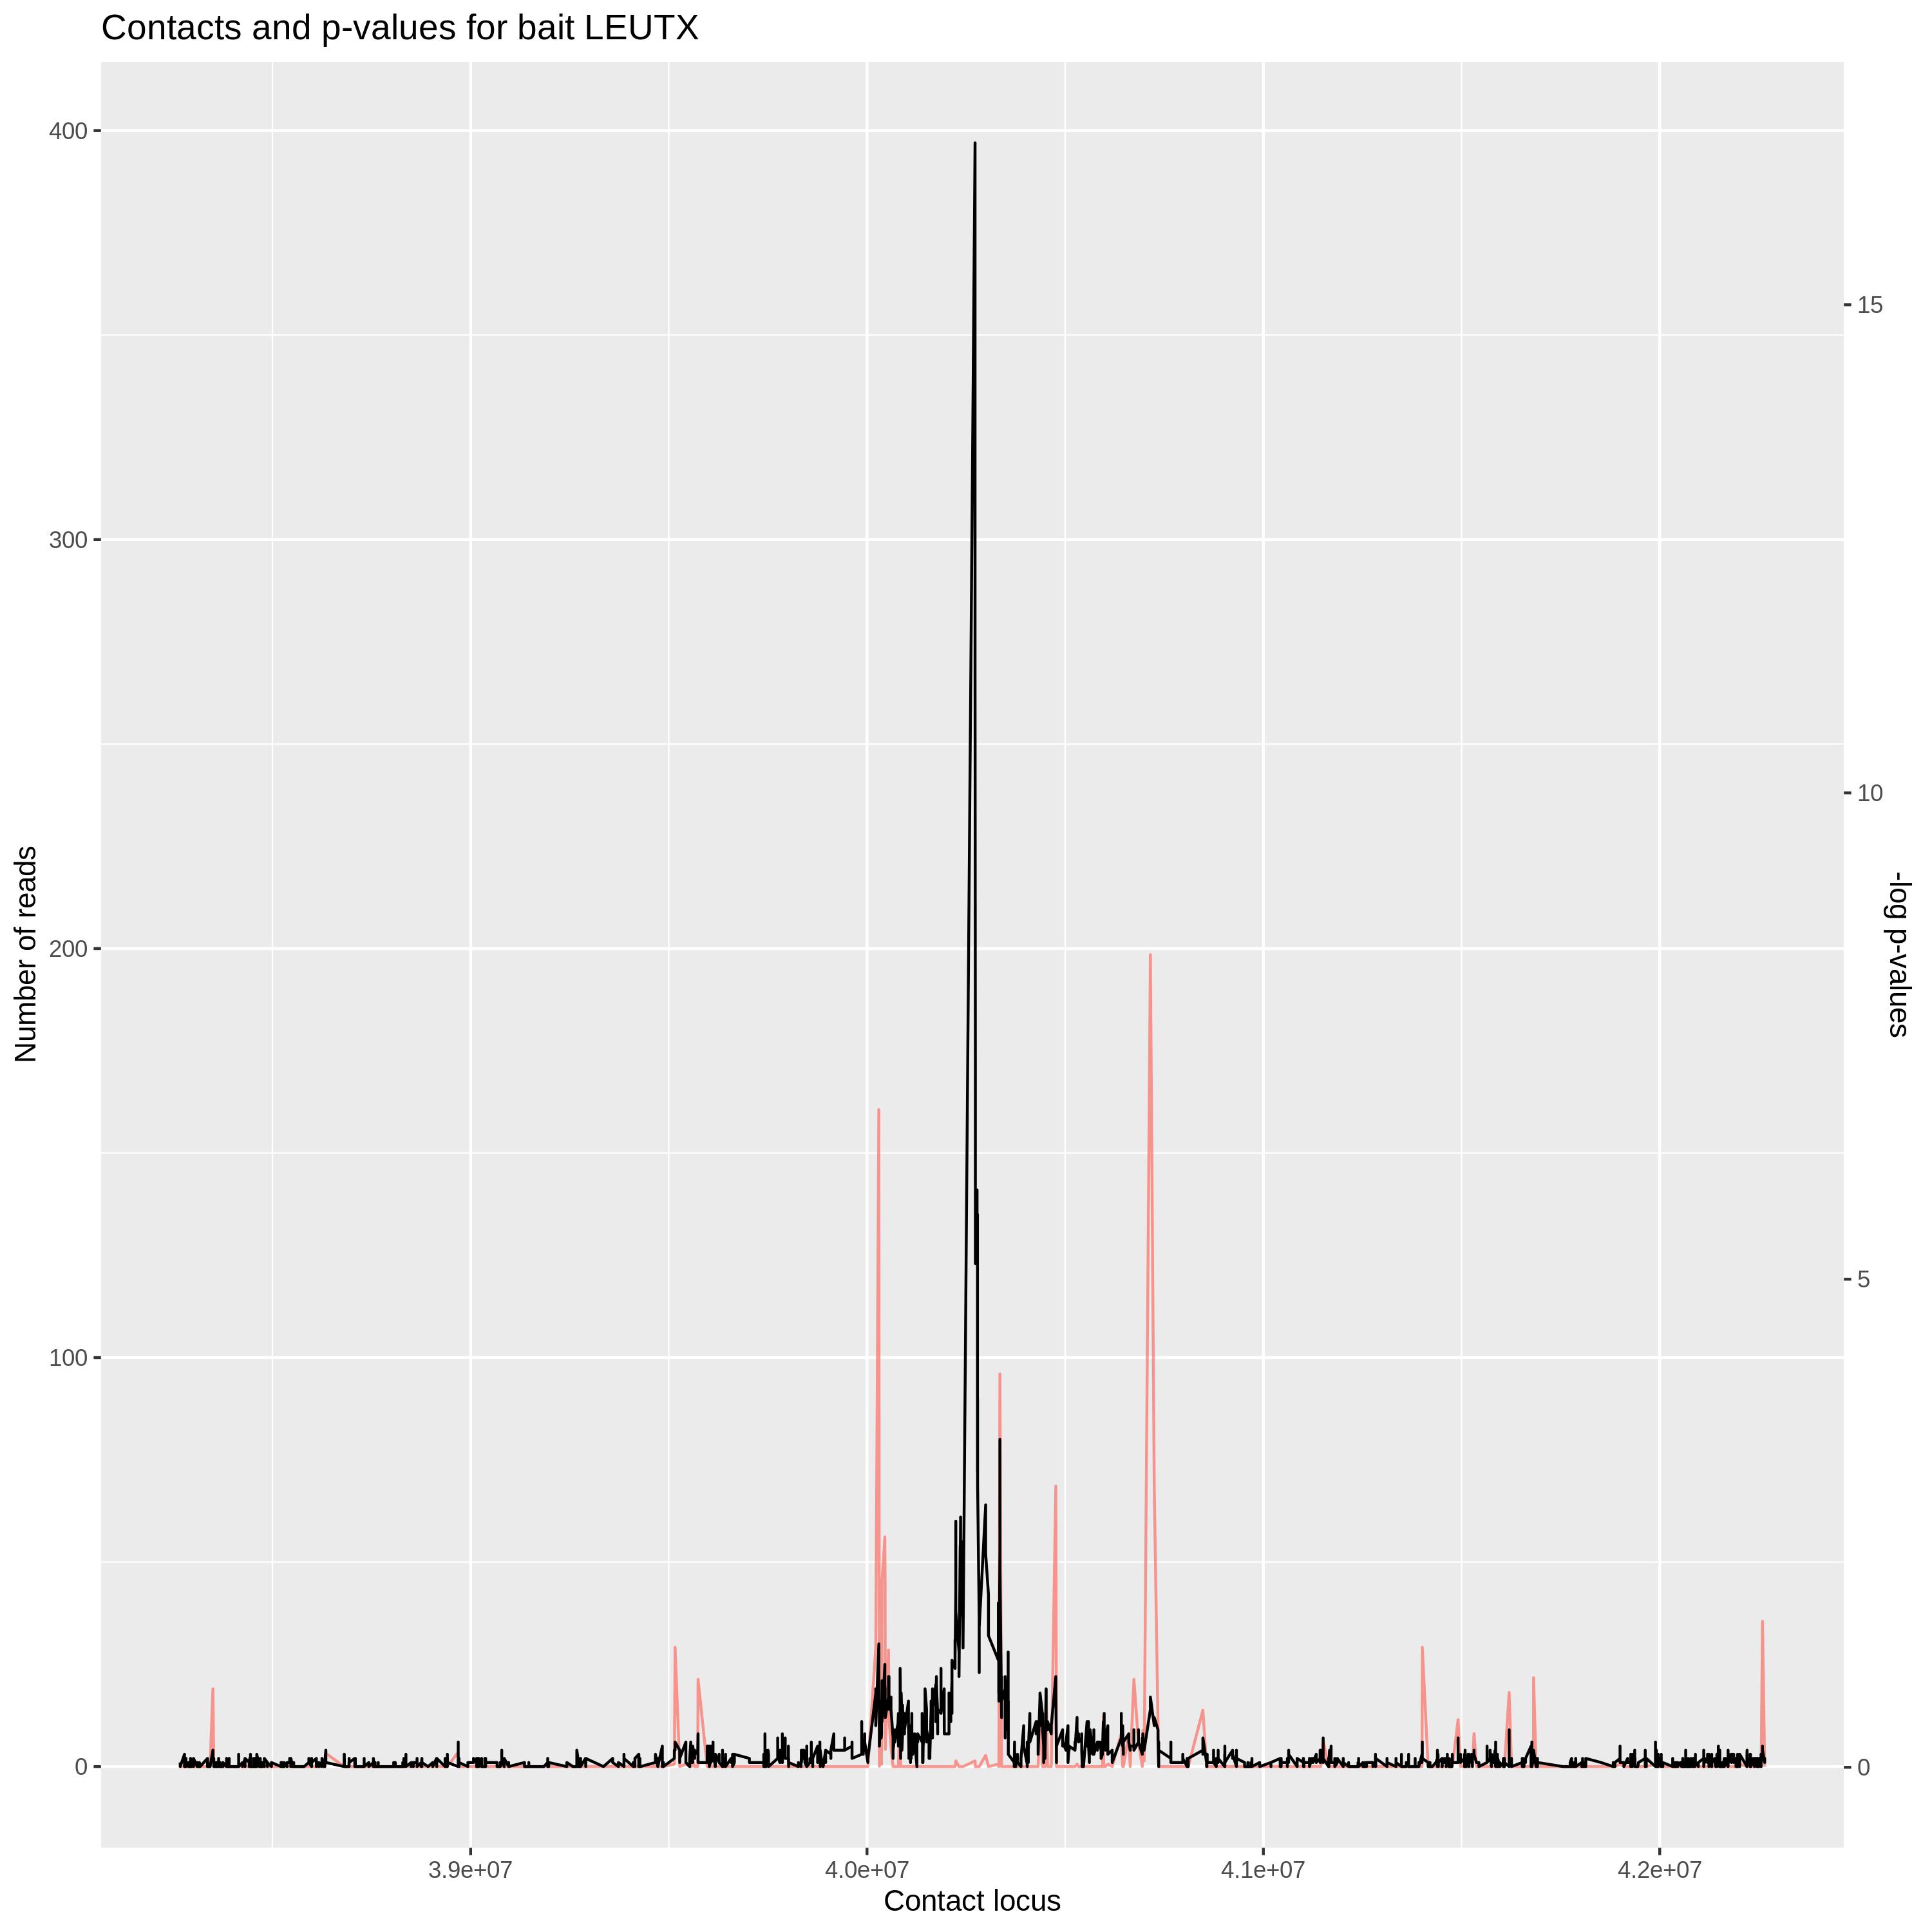 Contacts and p-values for bait LEUTX
400
300
200
100
0
Number of reads
15
10
5
0
-log p-values
3.9e+07
4.0e+07
4.1e+07
4.2e+07
Contact locus